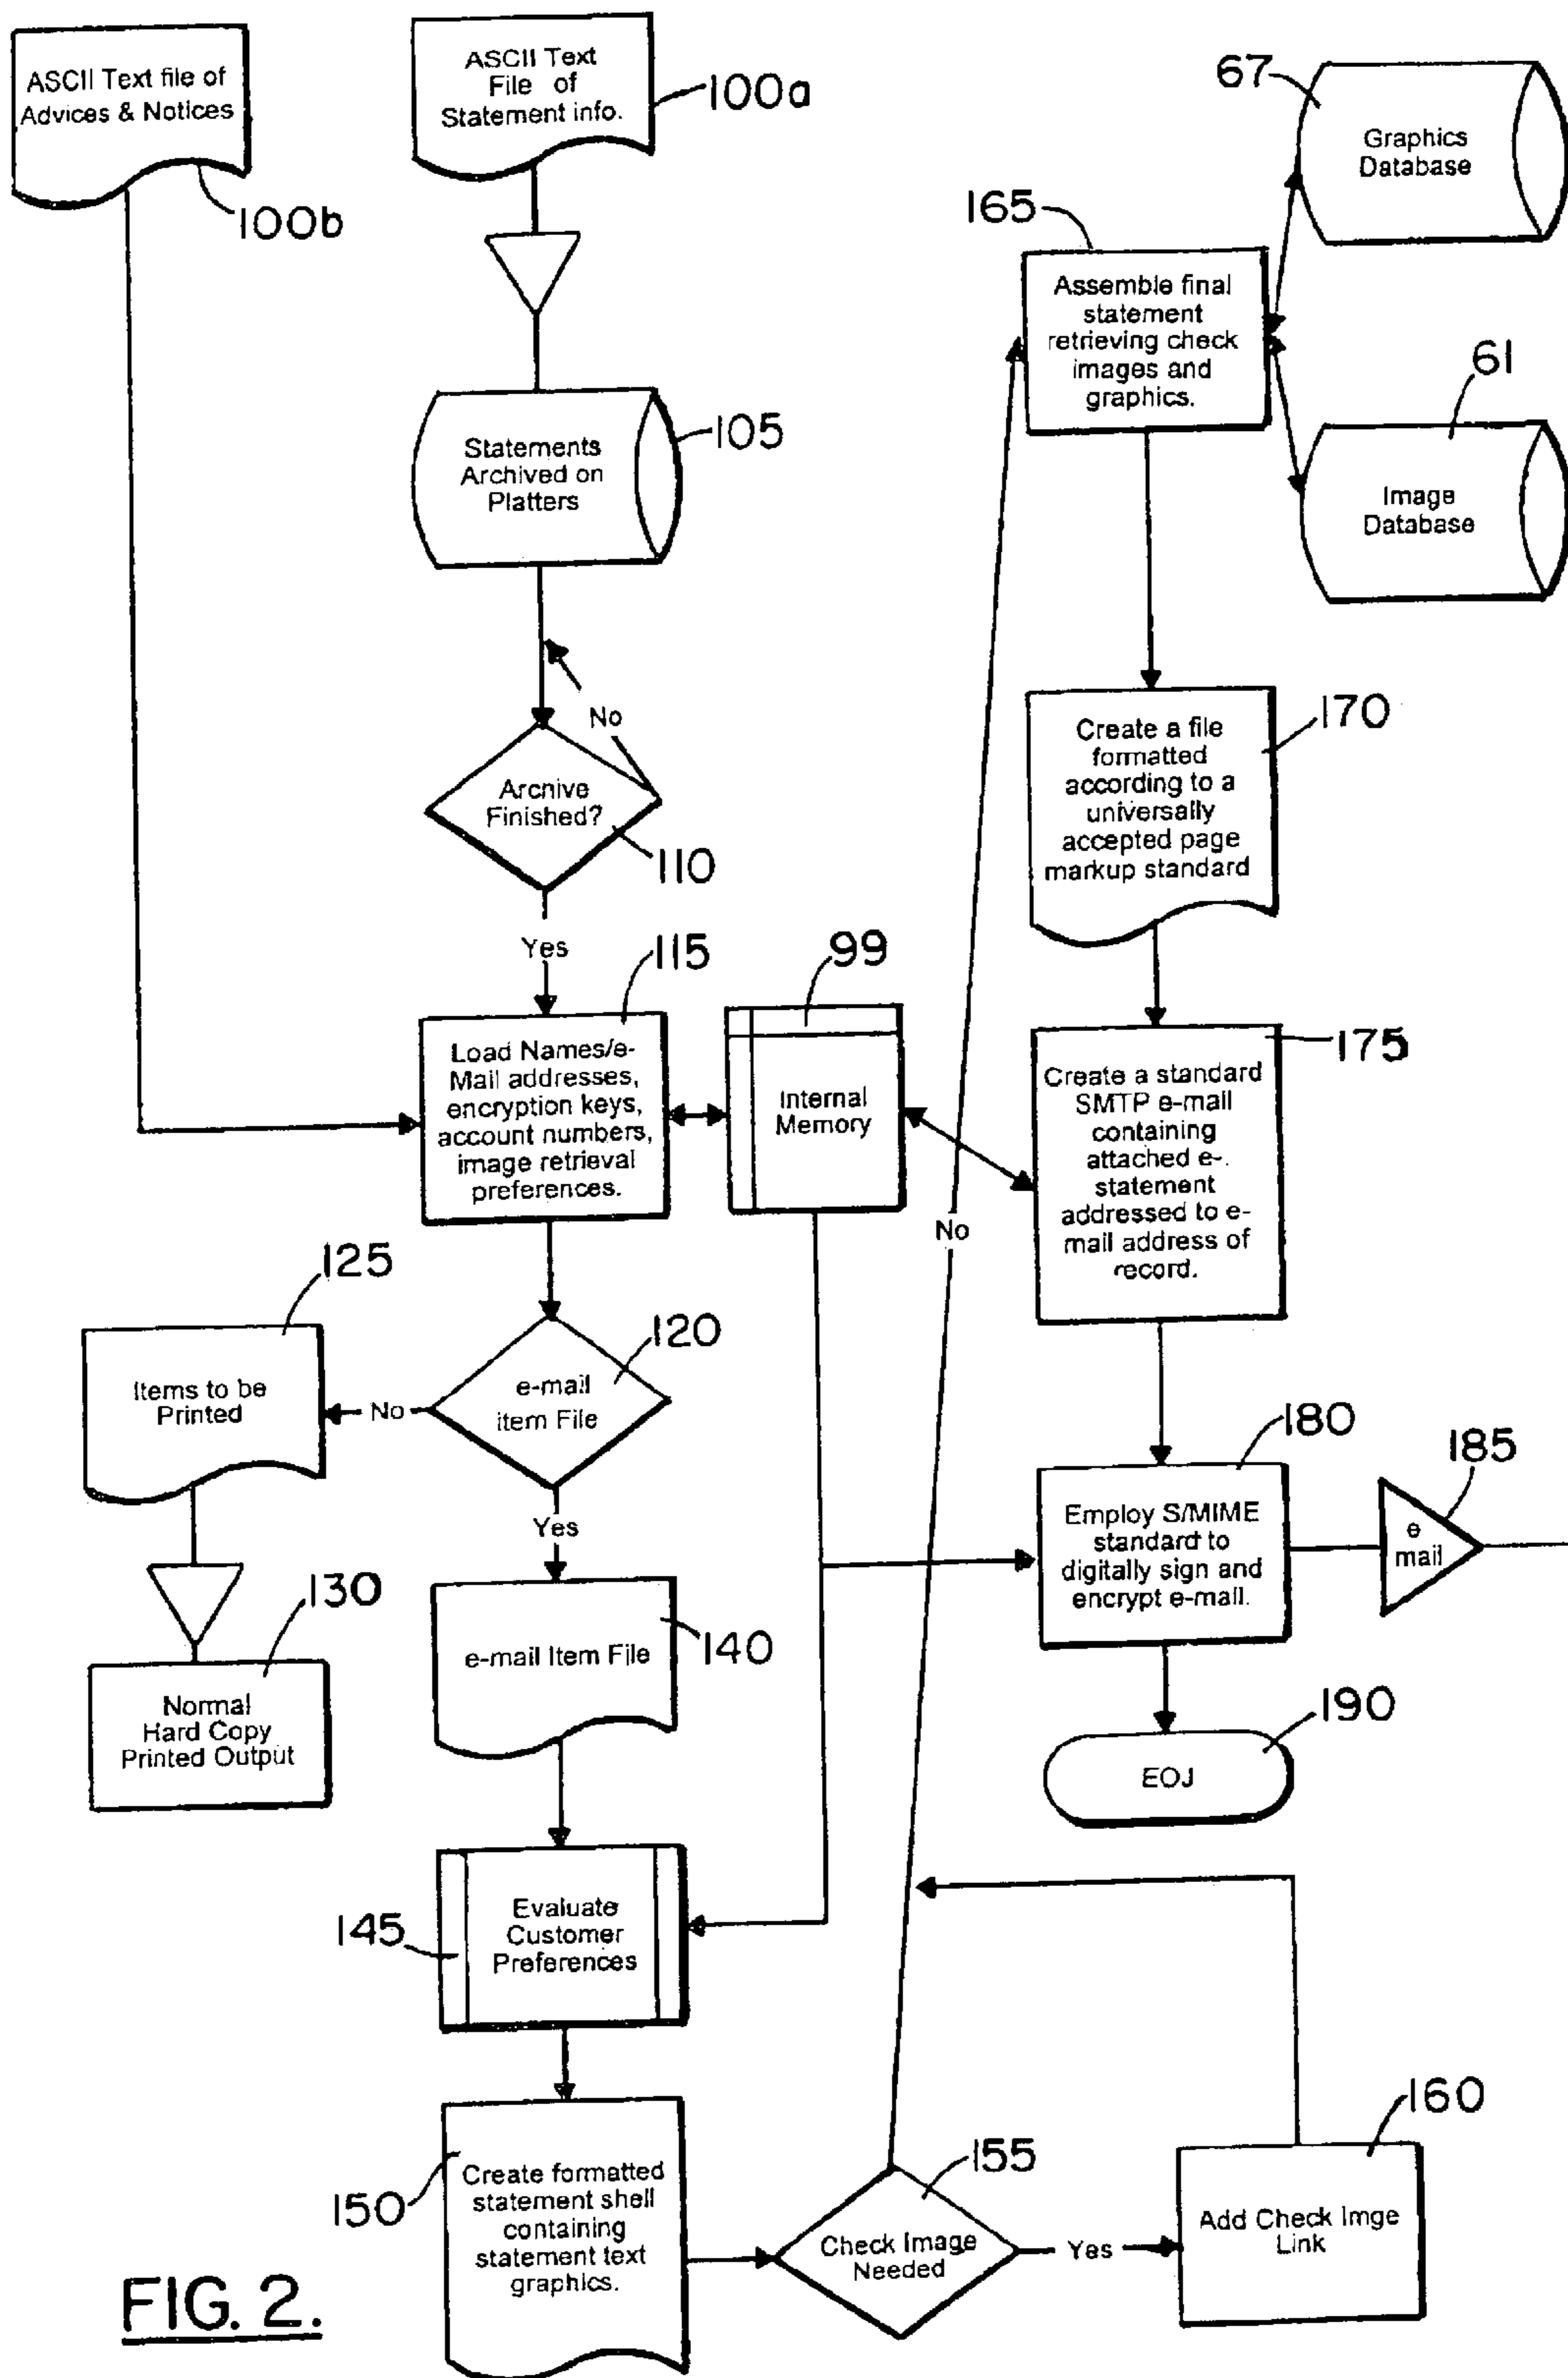 ASCII Text file of
Advices & Notices
100b
ASCII Text
File of
Statement info.
100a
Statements
Archived on
Platters
105
No
Archive
Finished?
110
Yes
115
Load Names/e-
Mail addresses,
encryption keys,
account numbers,
image retrieval
preferences.
99
Internal
Memory
125
Items to be
Printed
No
120
e-mail
item File
Yes
130
Normal
Hard Copy
Printed Output
e-mail Item File
140
145
Evaluate
Customer
Preferences
150
Create formatted
statement shell
containing
statement text
graphics.
155
Check Image
Needed
Yes
160
Add Check Imge
Link
No
165
Assemble final
statement
retrieving check
images and
graphics.
67
Graphics
Database
61
Image
Database
170
Create a file
formatted
according to a
universally
accepted page
markup standard
175
Create a standard
SMTP e-mail
containing
attached e-.
statement
addressed to e-
mail address of
record.
180
Employ S/MIME
standard to
digitally sign and
encrypt e-mail.
185
e
mail
190
EOJ
FIG. 2.